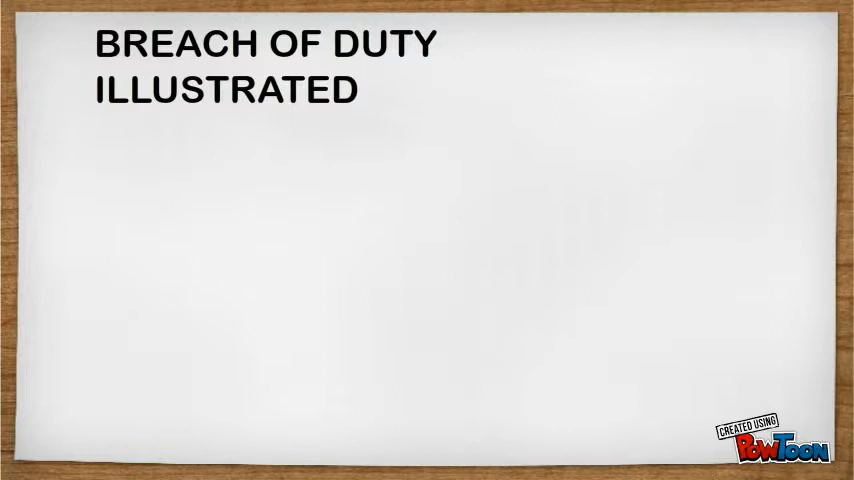 BREACH OF DUTY
ILLUSTRATED
CREATED USING
POWTOON